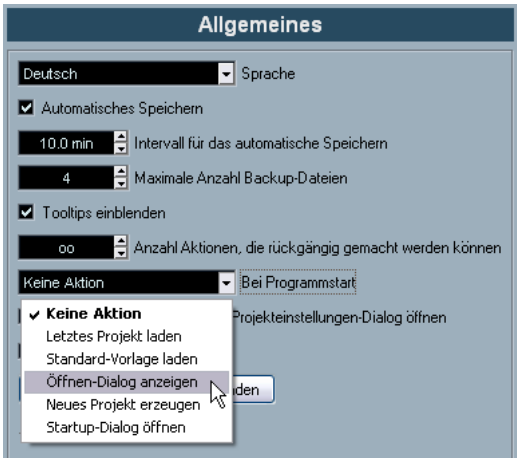 Allgemeines
Deutsch Sprache
Automatisches Speichern
10.0 min Intervall für das automatische Speichern
4 Maximale Anzahl Backup-Dateien
Tooltips einblenden
oo Anzahl Aktionen, die rückgängig gemacht werden können
Keine Aktion Bei Programmstart
Keine Aktion
Projekteinstellungen-Dialog öffnen
Letztes Projekt laden
Standard-Vorlage laden
Öffnen-Dialog anzeigen
Neues Projekt erzeugen
Startup-Dialog öffnen